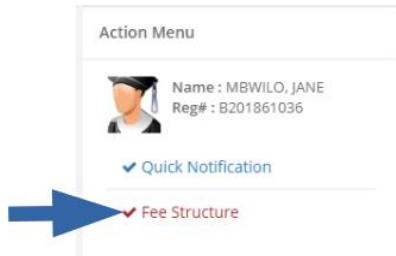 Action Menu
Name : MBWILO, JANE
Reg# : B201861036
Quick Notification
Fee Structure